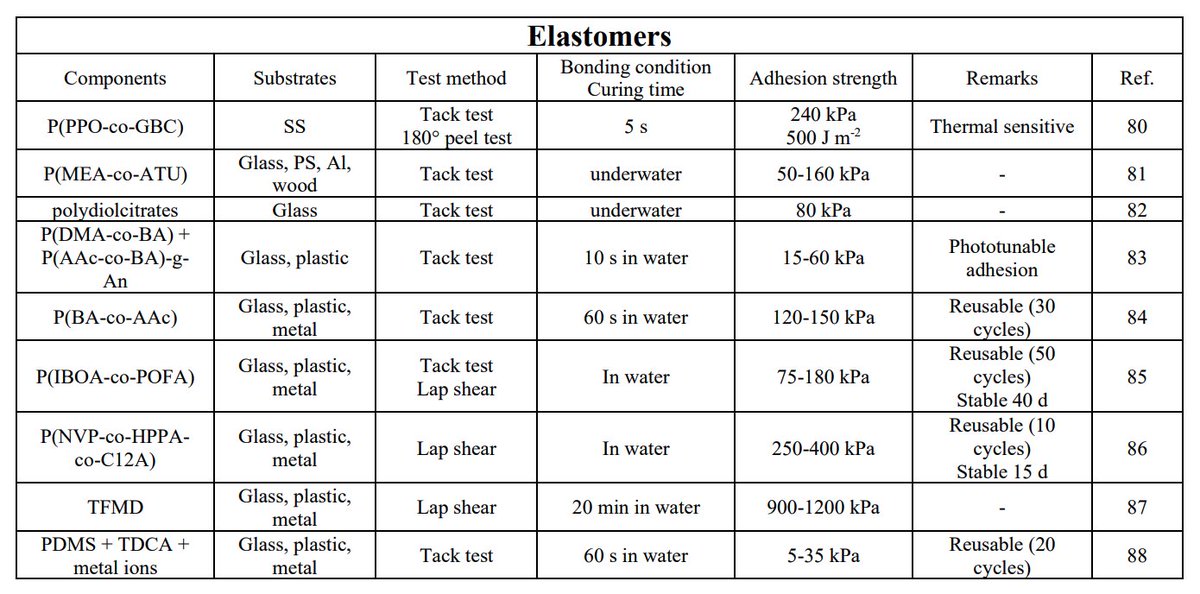 Elastomers
Components Substrates Test method Bonding condition Curing time Adhesion strength Remarks Ref.
P(PPO-co-GBC) SS Tack test 180° peel test 5 s 240 kPa 500 J m⁻² Thermal sensitive 80
P(MEA-co-ATU) Glass, PS, Al, wood Tack test underwater 50-160 kPa - 81
polydiolcitrates Glass Tack test underwater 80 kPa - 82
P(DMA-co-BA) + P(AAc-co-BA)-g-An Glass, plastic Tack test 10 s in water 15-60 kPa Phototunable adhesion 83
P(BA-co-AAc) Glass, plastic, metal Tack test 60 s in water 120-150 kPa Reusable (30 cycles) 84
P(IBOA-co-POFA) Glass, plastic, metal Tack test Lap shear In water 75-180 kPa Reusable (50 cycles) Stable 40 d 85
P(NVP-co-HPPA-co-C12A) Glass, plastic, metal Lap shear In water 250-400 kPa Reusable (10 cycles) Stable 15 d 86
TFMD Glass, plastic, metal Lap shear 20 min in water 900-1200 kPa - 87
PDMS + TDCA + metal ions Glass, plastic, metal Tack test 60 s in water 5-35 kPa Reusable (20 cycles) 88